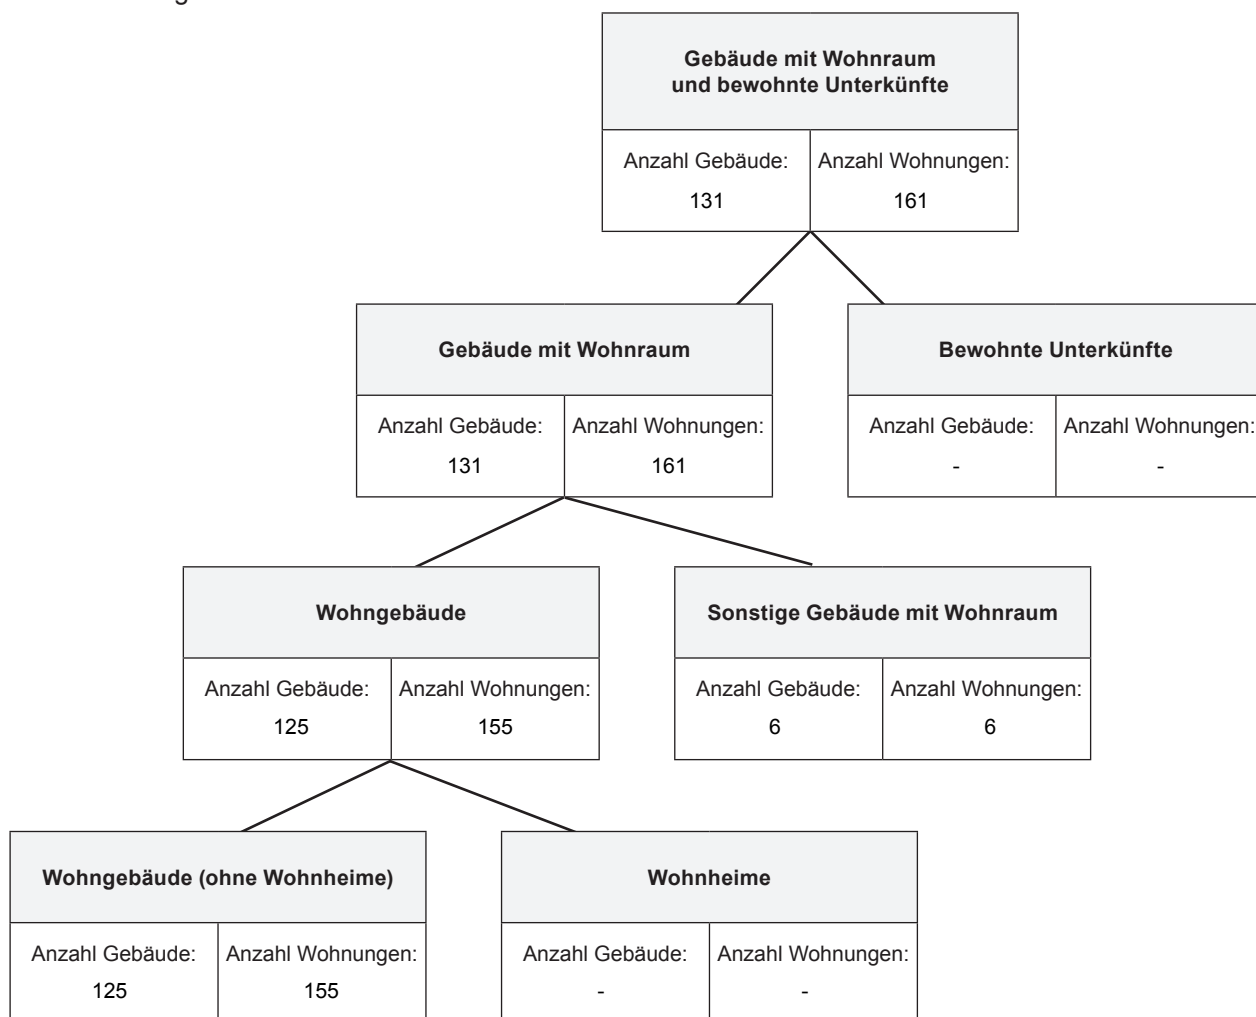 Gebäude mit Wohnraum
und bewohnte Unterkünfte
Anzahl Gebäude: Anzahl Wohnungen:
131 161
Gebäude mit Wohnraum Bewohnte Unterkünfte
Anzahl Gebäude: Anzahl Wohnungen: Anzahl Gebäude: Anzahl Wohnungen:
131 161 - -
Wohngebäude Sonstige Gebäude mit Wohnraum
Anzahl Gebäude: Anzahl Wohnungen: Anzahl Gebäude: Anzahl Wohnungen:
125 155 6 6
Wohngebäude (ohne Wohnheime) Wohnheime
Anzahl Gebäude: Anzahl Wohnungen: Anzahl Gebäude: Anzahl Wohnungen:
125 155 - -